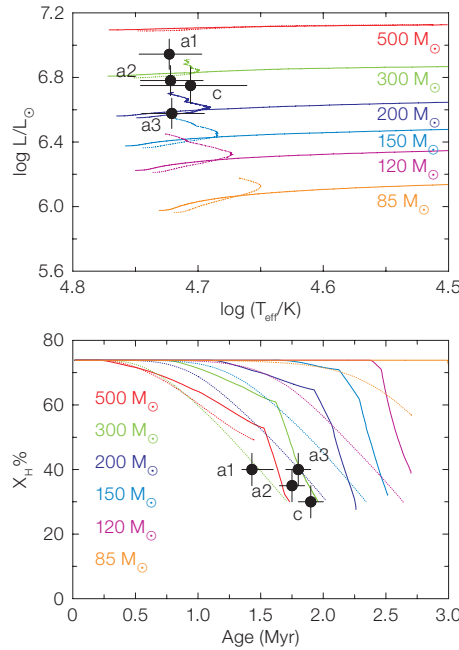 7.2
6.8
6.4
6.0
5.6
log L/L☉
a1
a2
c
a3
500 M☉
300 M☉
200 M☉
150 M☉
120 M☉
85 M☉
4.8
4.7
4.6
4.5
log (Teff/K)
80
60
40
20
0
XH%
500 M☉
300 M☉
200 M☉
150 M☉
120 M☉
85 M☉
a1
a2
a3
c
0
0.5
1.0
1.5
2.0
2.5
3.0
Age (Myr)